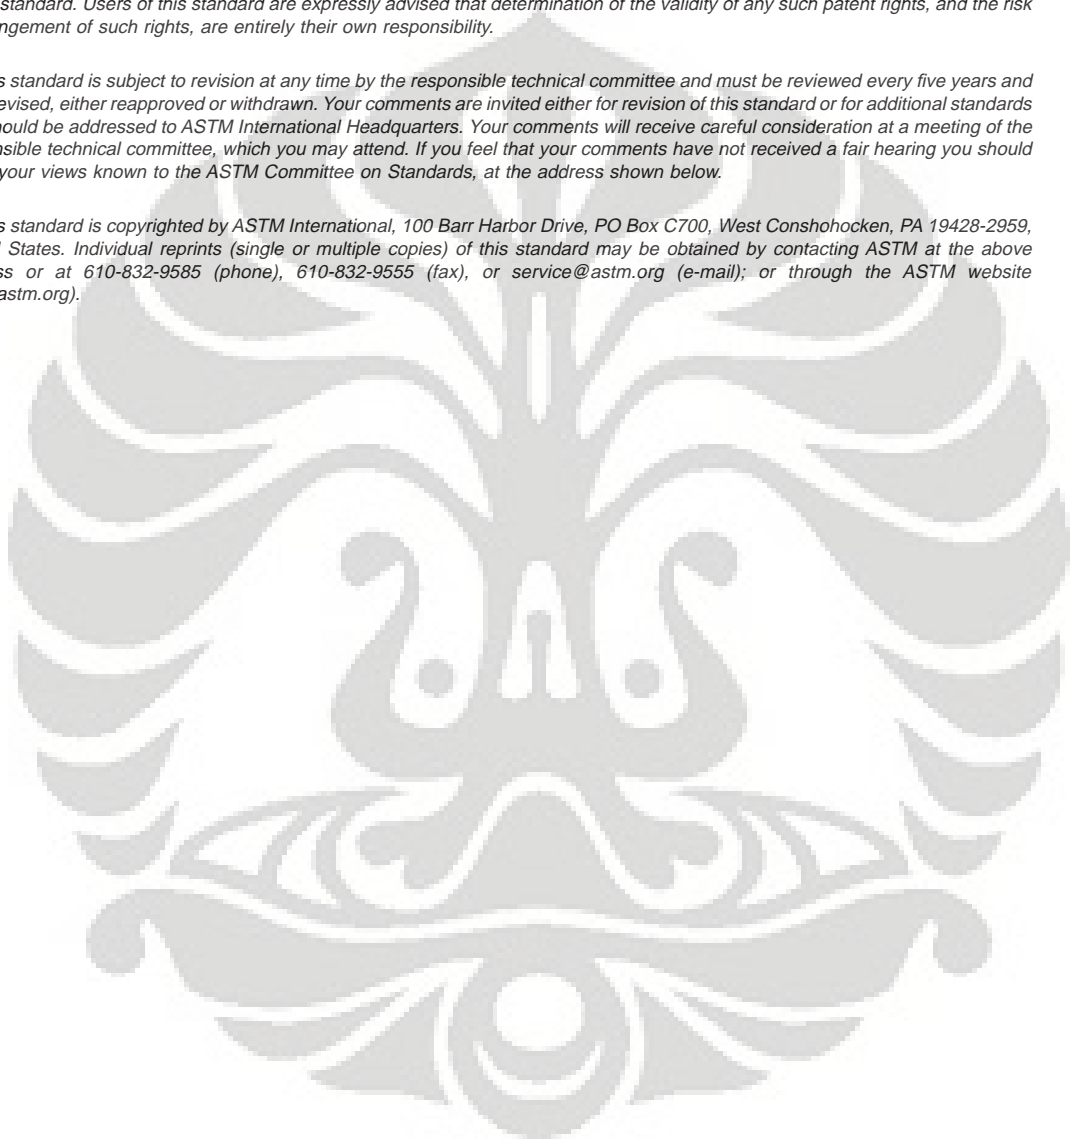 standard. Users of this standard are expressly advised that determination of the validity of any such patent rights, and the risk
ngement of such rights, are entirely their own responsibility.
s standard is subject to revision at any time by the responsible technical committee and must be reviewed every five years and
evised, either reapproved or withdrawn. Your comments are invited either for revision of this standard or for additional standards
ould be addressed to ASTM International Headquarters. Your comments will receive careful consideration at a meeting of the
nsible technical committee, which you may attend. If you feel that your comments have not received a fair hearing you should
your views known to the ASTM Committee on Standards, at the address shown below.
s standard is copyrighted by ASTM International, 100 Barr Harbor Drive, PO Box C700, West Conshohocken, PA 19428-2959,
States. Individual reprints (single or multiple copies) of this standard may be obtained by contacting ASTM at the above
ss or at 610-832-9585 (phone), 610-832-9555 (fax), or service@astm.org (e-mail); or through the ASTM website
astm.org).